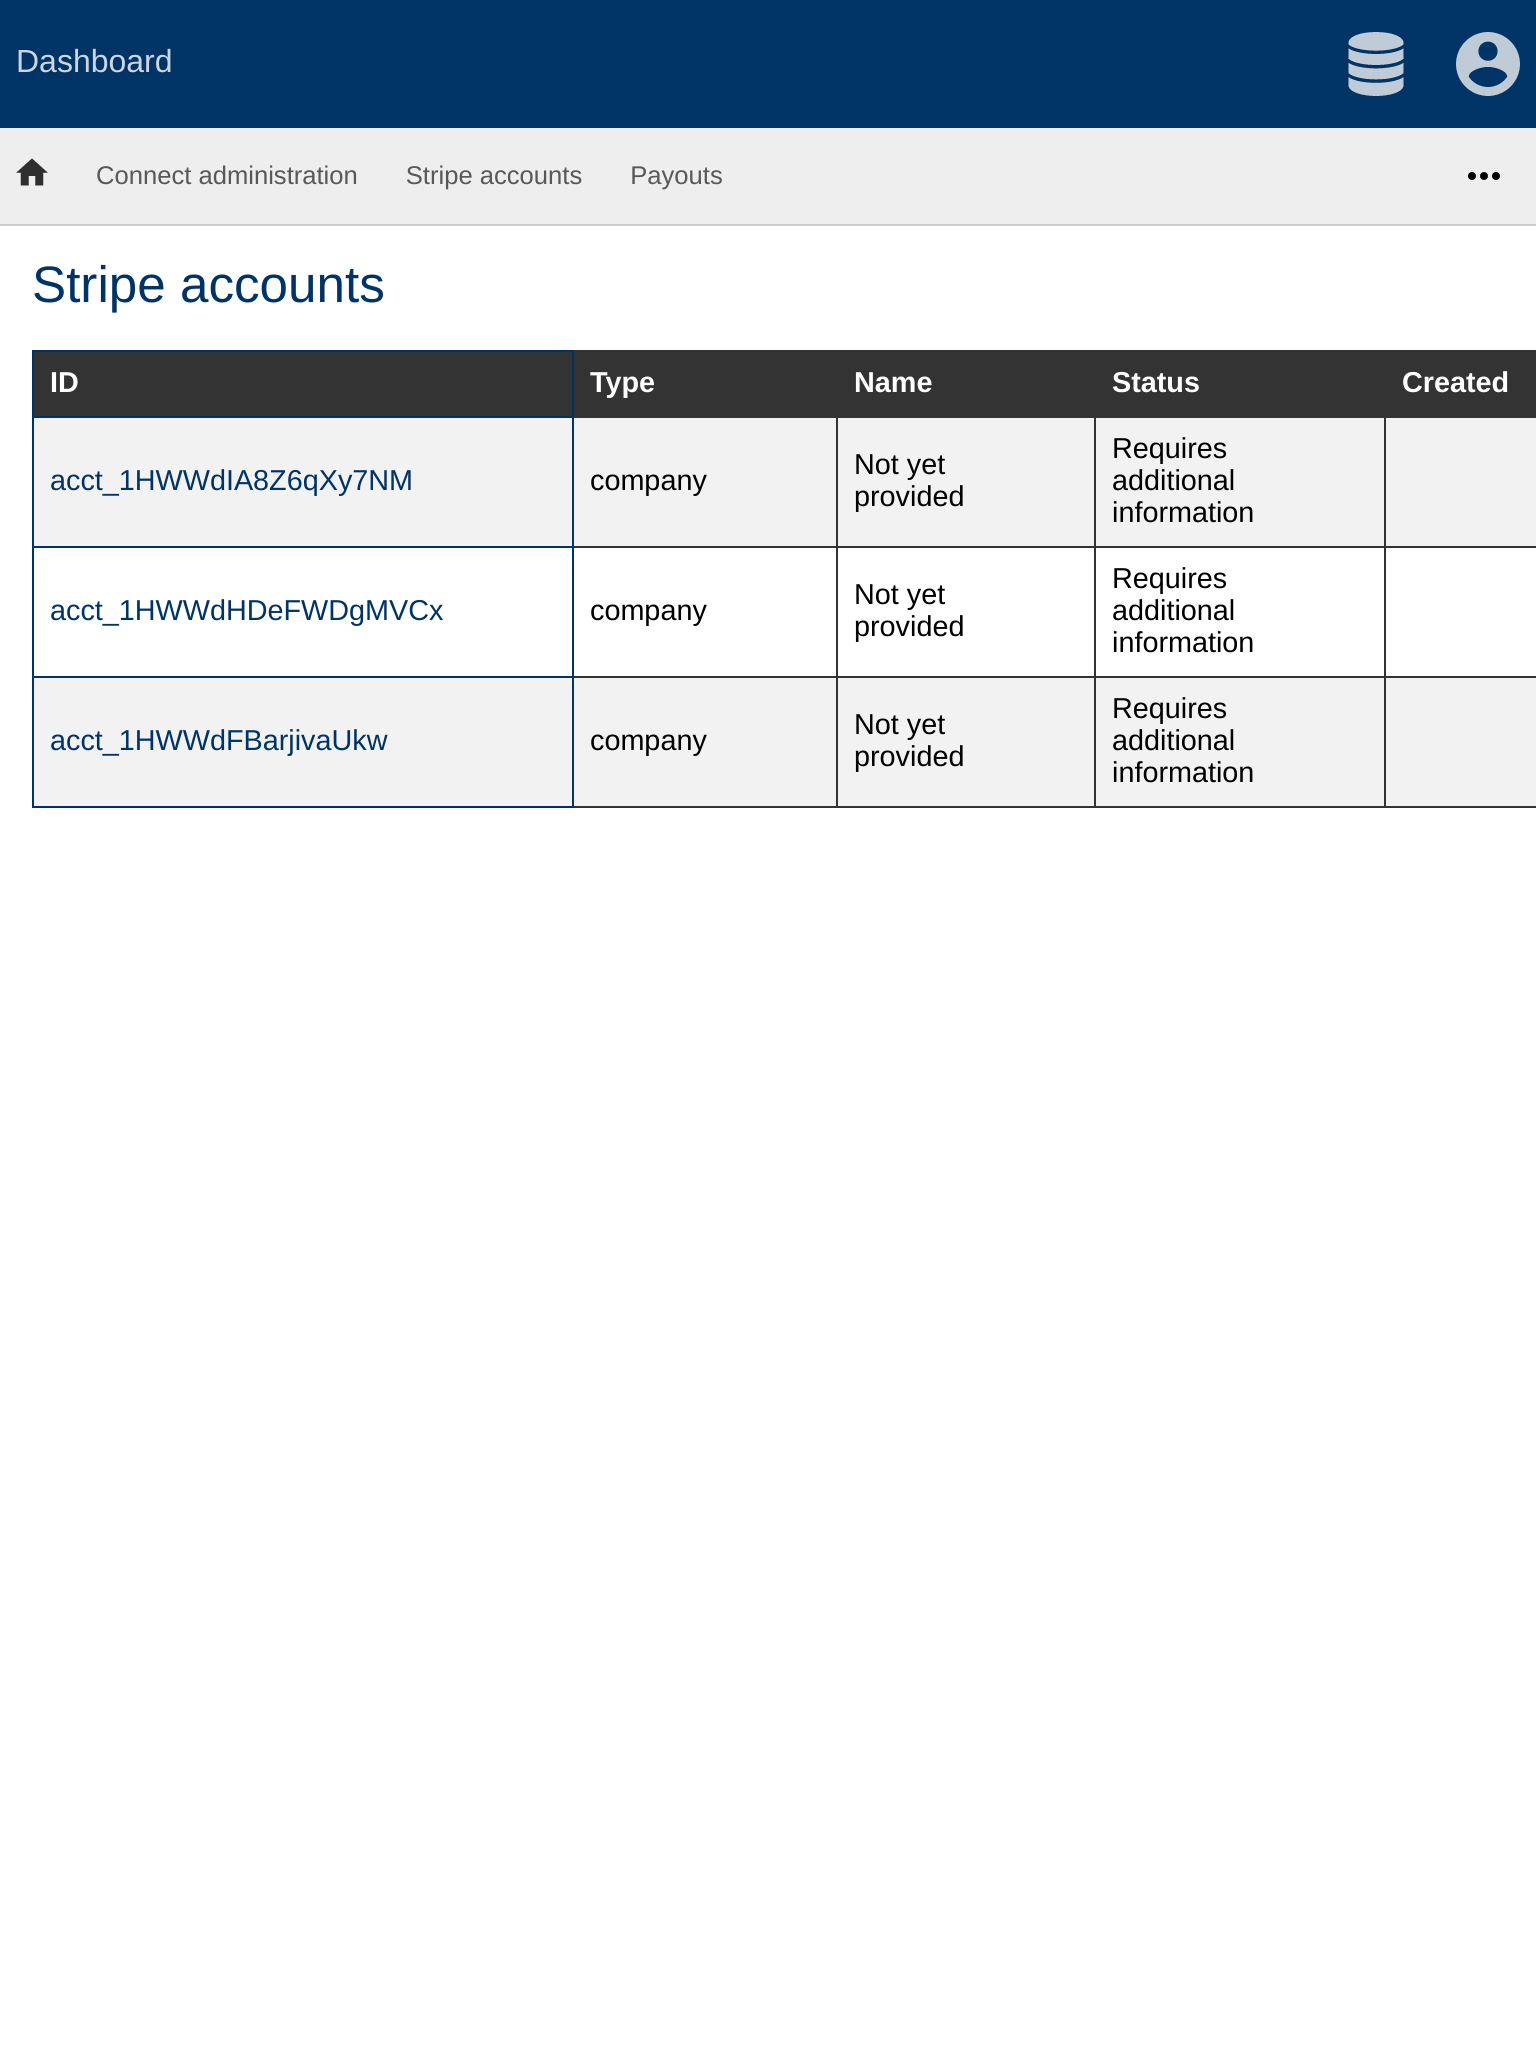 Dashboard
Connect administration Stripe accounts Payouts
Stripe accounts
ID Type Name Status Created
acct_1HWWdIA8Z6qXy7NM company Not yet provided Requires additional information
acct_1HWWdHDeFWDgMVCx company Not yet provided Requires additional information
acct_1HWWdFBarjivaUkw company Not yet provided Requires additional information